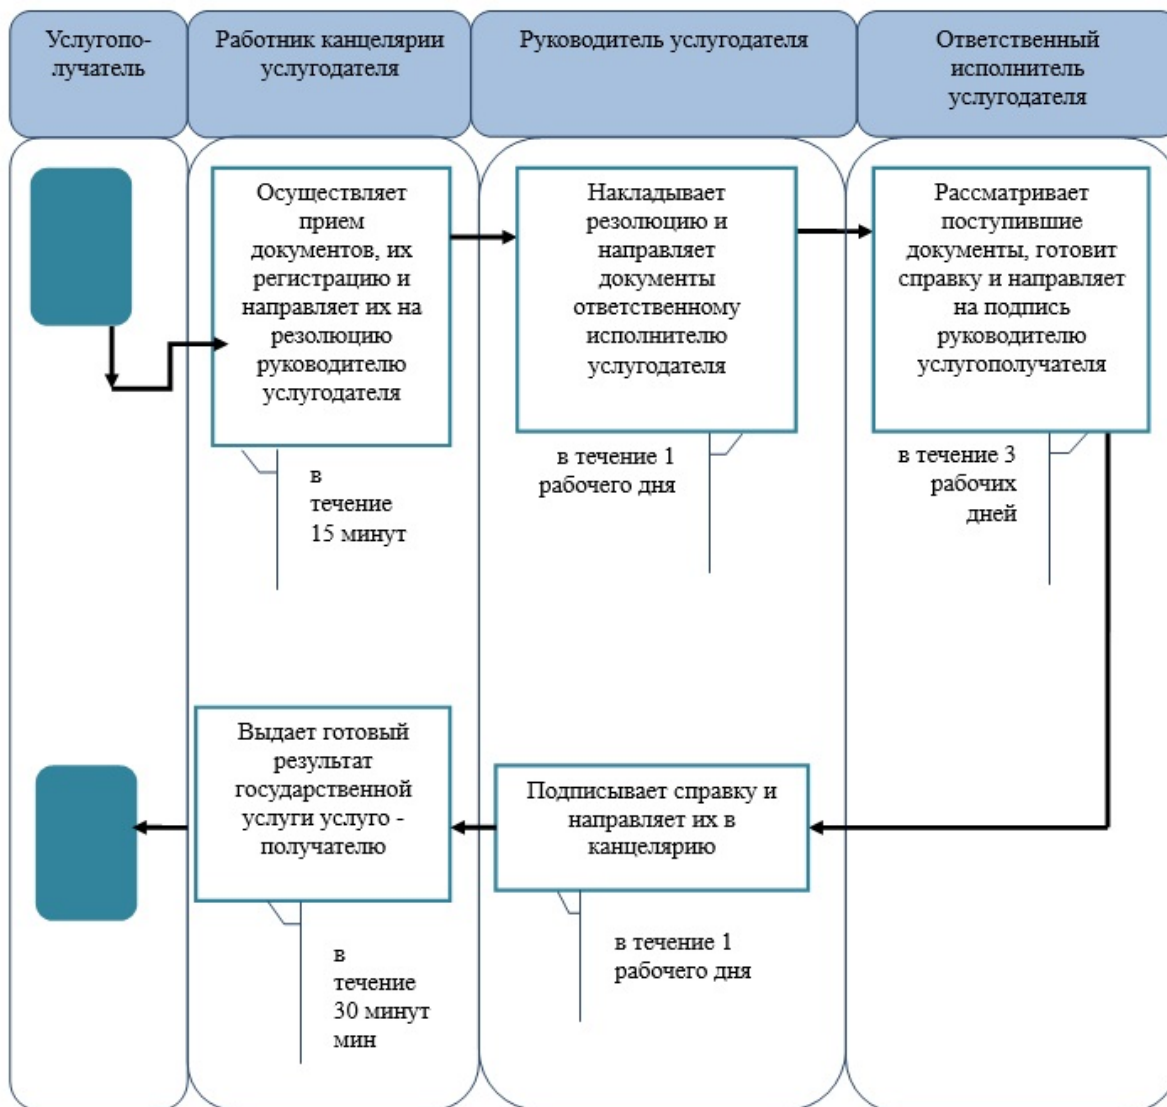 Услугопо-
лучатель
Работник канцелярии
услугодателя
Руководитель услугодателя
Ответственный
исполнитель
услугодателя
Осуществляет
прием
документов, их
регистрацию и
направляет их на
резолюцию
руководителю
услугодателя
Накладывает
резолюцию и
направляет
документы
ответственному
исполнителю
услугодателя
Рассматривает
поступившие
документы, готовит
справку и направляет
на подпись
руководителю
услугополучателя
в
течение
15 минут
в течение 1
рабочего дня
в течение 3
рабочих
дней
Выдает готовый
результат
государственной
услуги услуго -
получателю
Подписывает справку и
направляет их в
канцелярию
в
течение
30 минут
мин
в течение 1
рабочего дня